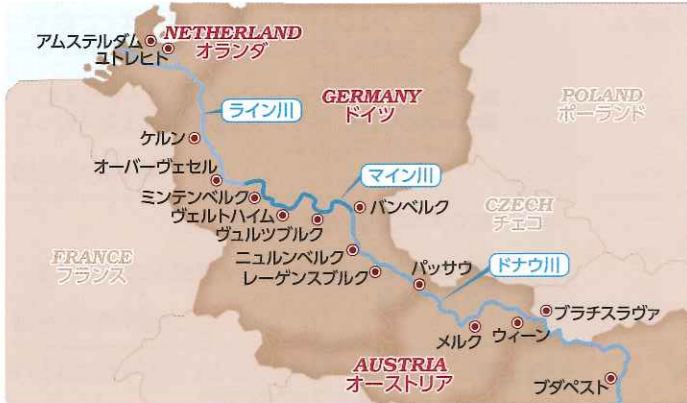 NETHERLAND
オランダ
アムステルダム
ユトレヒト
GERMANY
ドイツ
POLAND
ポーランド
ライン川
ケルン
オーバーヴェセル
マイン川
ミンテンベルク
ヴェルトハイム
ヴュルツブルク
バンベルク
CZECH
チェコ
FRANCE
フランス
ニュルンベルク
レーゲンスブルク
パッサウ
ドナウ川
ブラチスラヴァ
メルク
ウィーン
AUSTRIA
オーストリア
ブダペスト